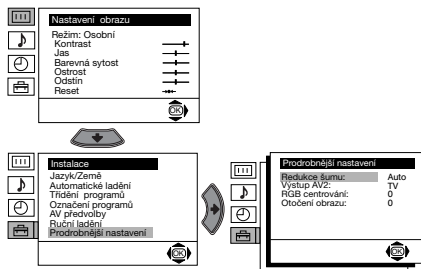 Nastavení obrazu
Režim: Osobní
Kontrast
Jas
Barevná sytost
Ostrost
Odstín
Reset
OK
Instalace
Jazyk/Země
Automatické ladění
Třídění programů
Označení programů
AV předvolby
Ruční ladění
Prodrobnější nastavení
OK
Prodrobnější nastavení
Redukce šumu: Auto
Výstup AV2: TV
RGB centrování: 0
Otočení obrazu: 0
OK